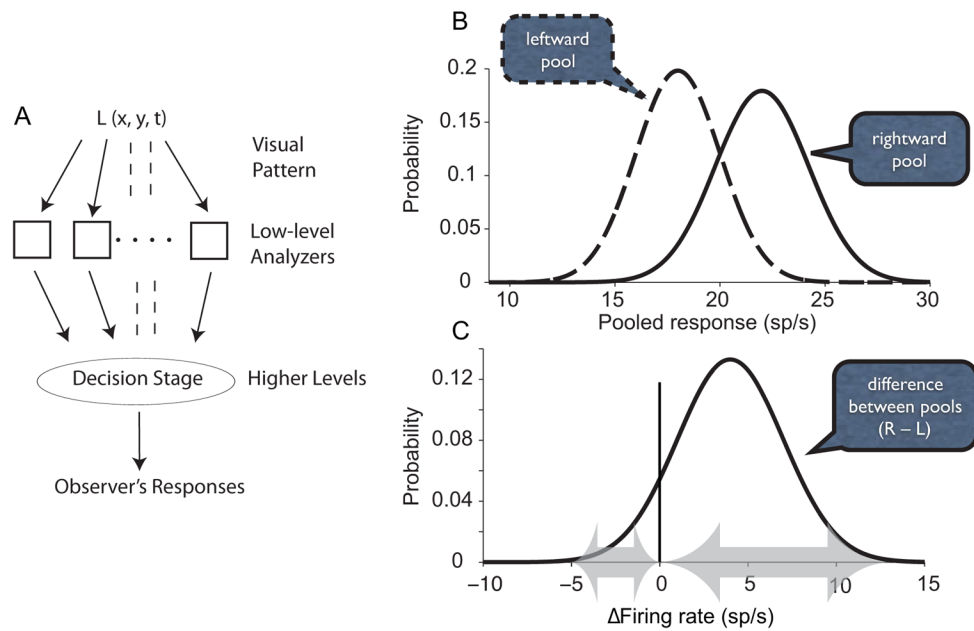 A
L (x, y, t)
Visual
Pattern
Low-level
Analyzers
Decision Stage
Higher Levels
Observer's Responses
B
leftward
pool
rightward
pool
Probability
0.2
0.15
0.1
0.05
0
10
15
20
25
30
Pooled response (sp/s)
C
difference
between pools
(R – L)
Probability
0.12
0.08
0.04
0
–10
–5
0
5
10
15
ΔFiring rate (sp/s)